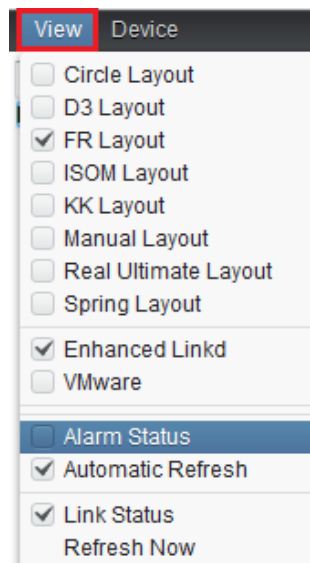 View Device
Circle Layout
D3 Layout
FR Layout
ISOM Layout
KK Layout
Manual Layout
Real Ultimate Layout
Spring Layout
Enhanced Linkd
VMware
Alarm Status
Automatic Refresh
Link Status
Refresh Now